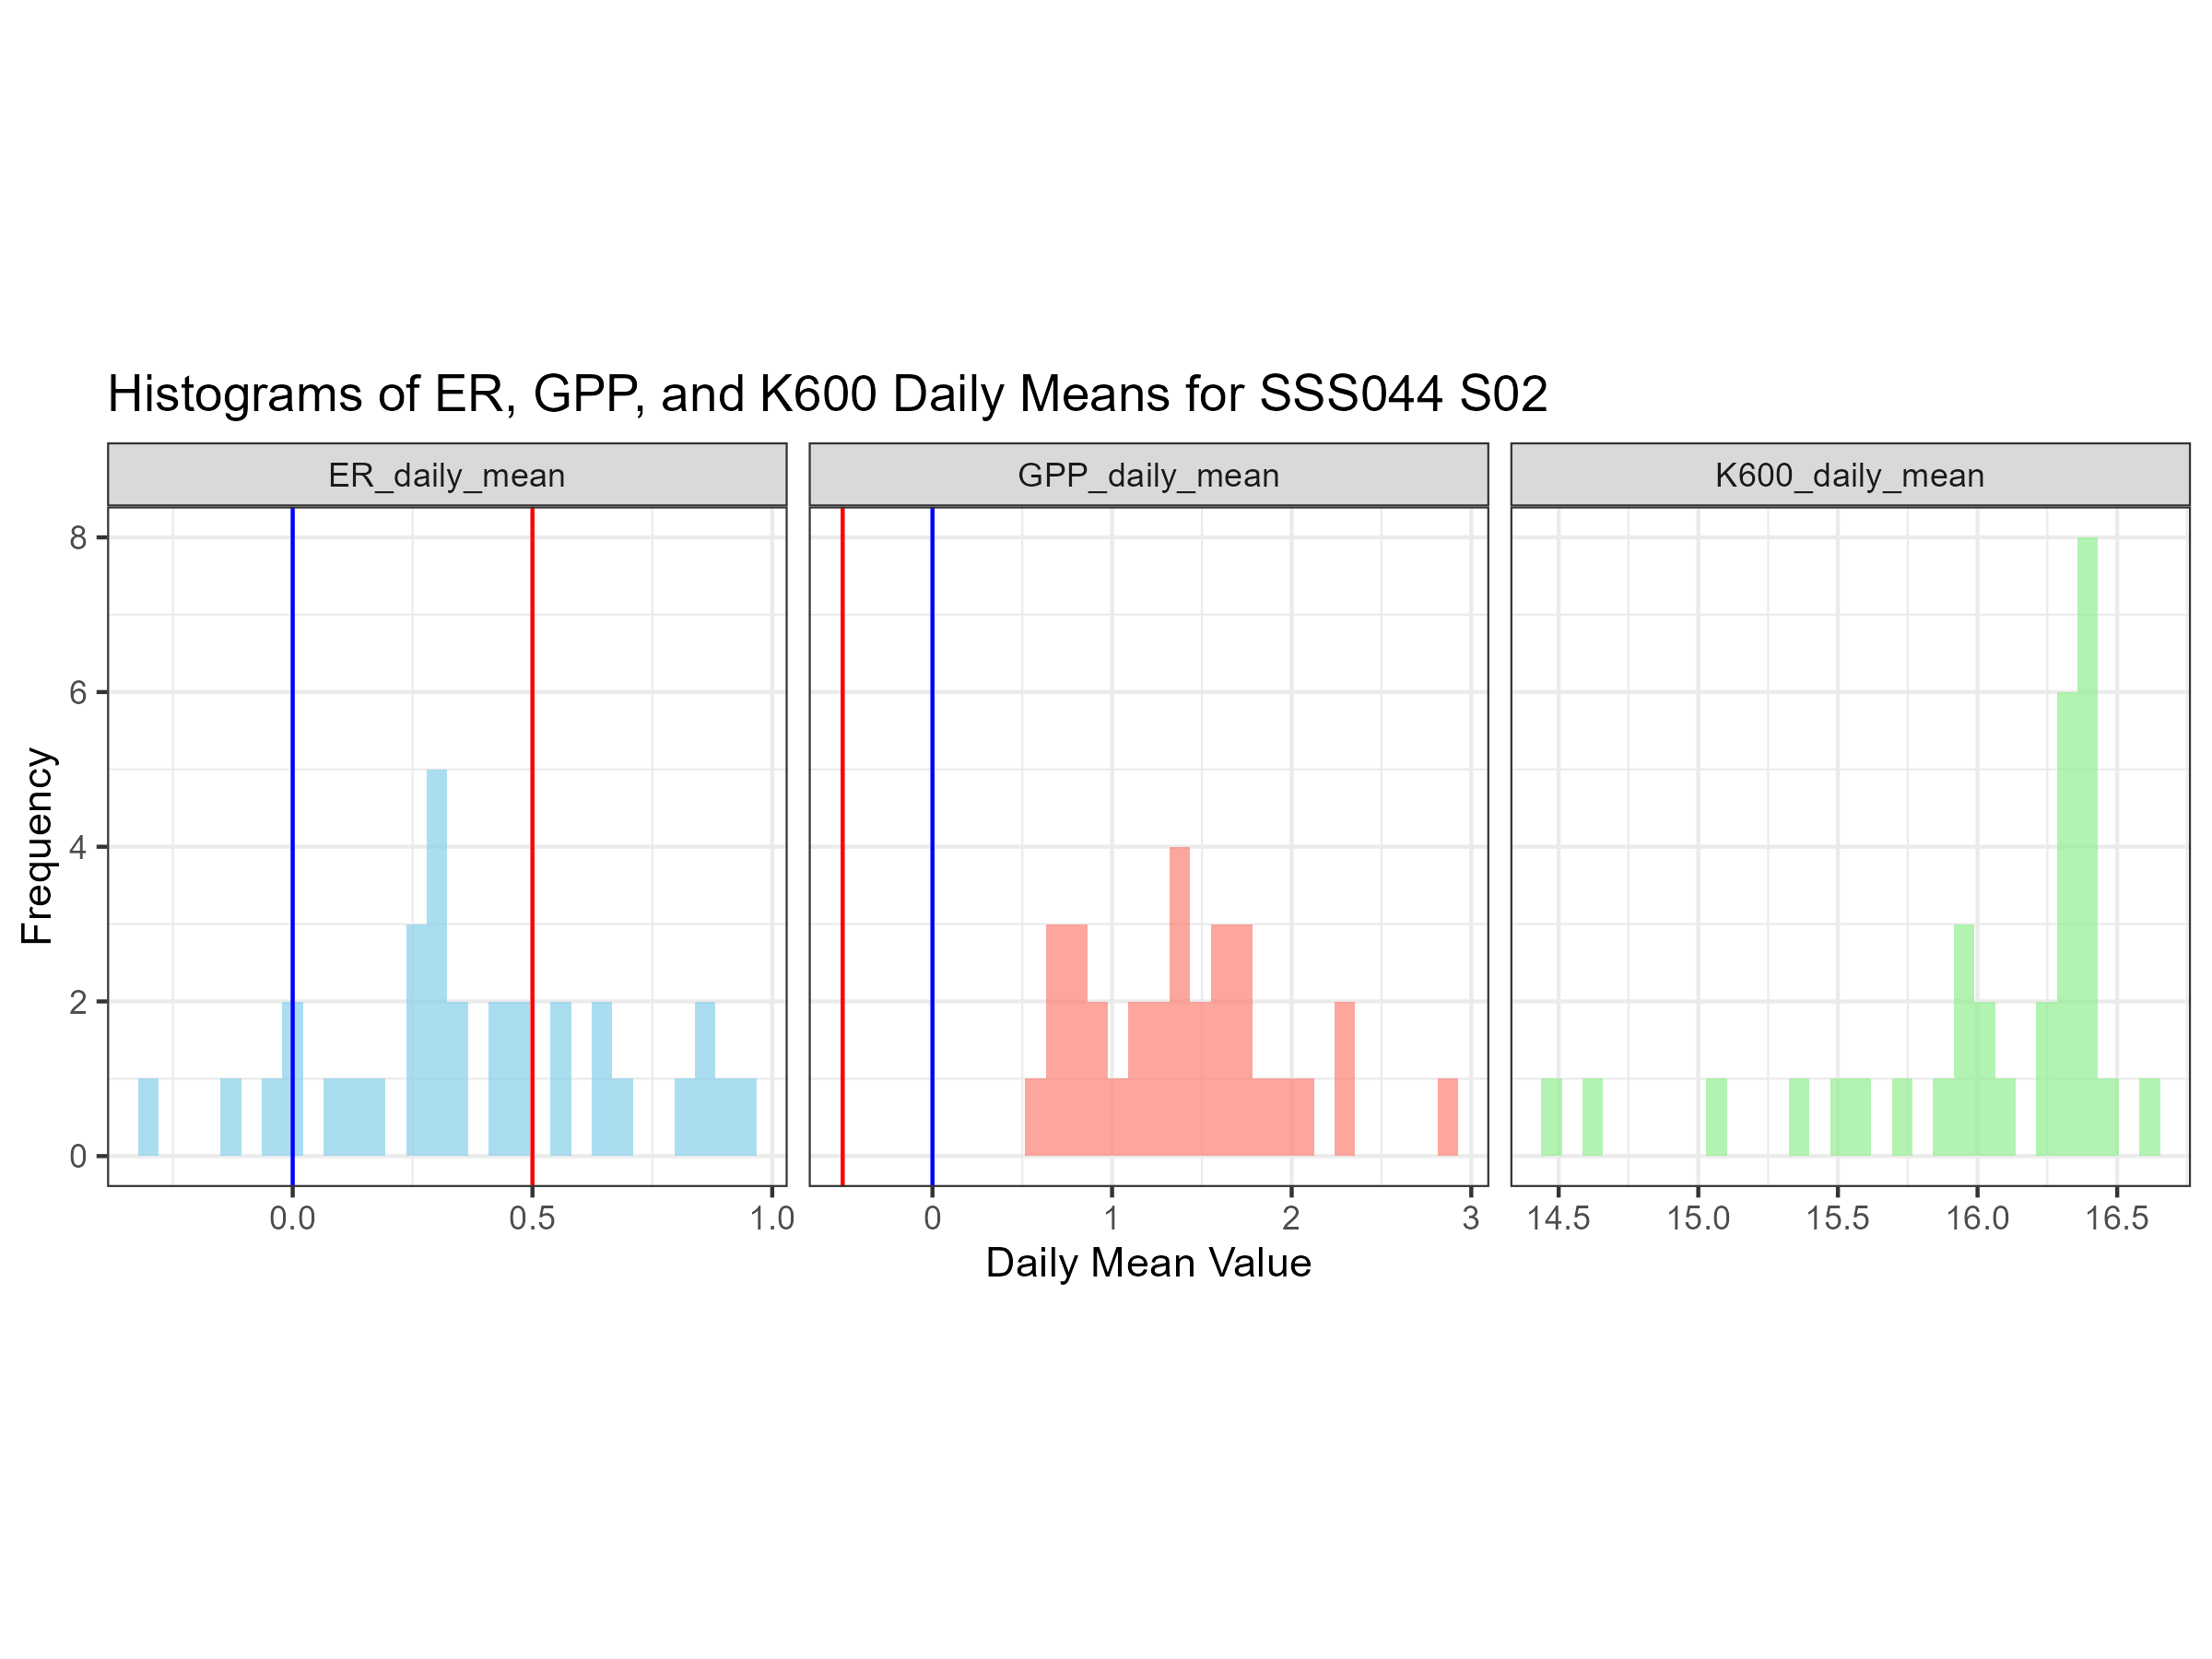 Histograms of ER, GPP, and K600 Daily Means for SSS044 S02
ER_daily_mean GPP_daily_mean K600_daily_mean
Frequency
8
6
4
2
0
0.0 0.5 1.0 0 1 2 3 14.5 15.0 15.5 16.0 16.5
Daily Mean Value